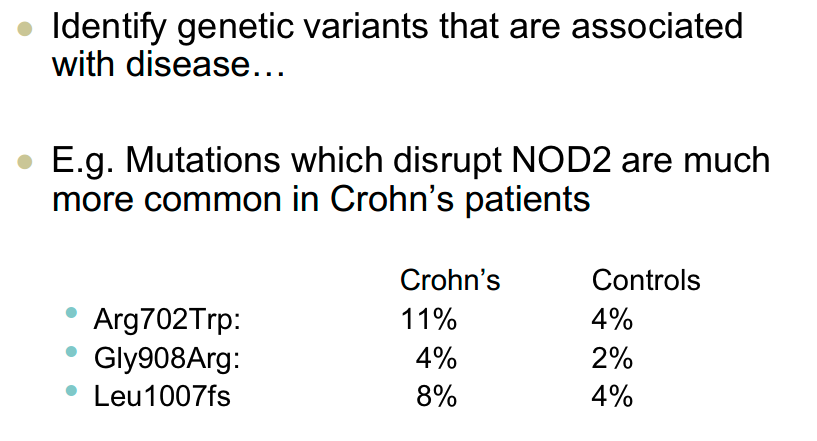 Identify genetic variants that are associated
with disease…
E.g. Mutations which disrupt NOD2 are much
more common in Crohn’s patients
Crohn’s Controls
Arg702Trp: 11% 4%
Gly908Arg: 4% 2%
Leu1007fs 8% 4%